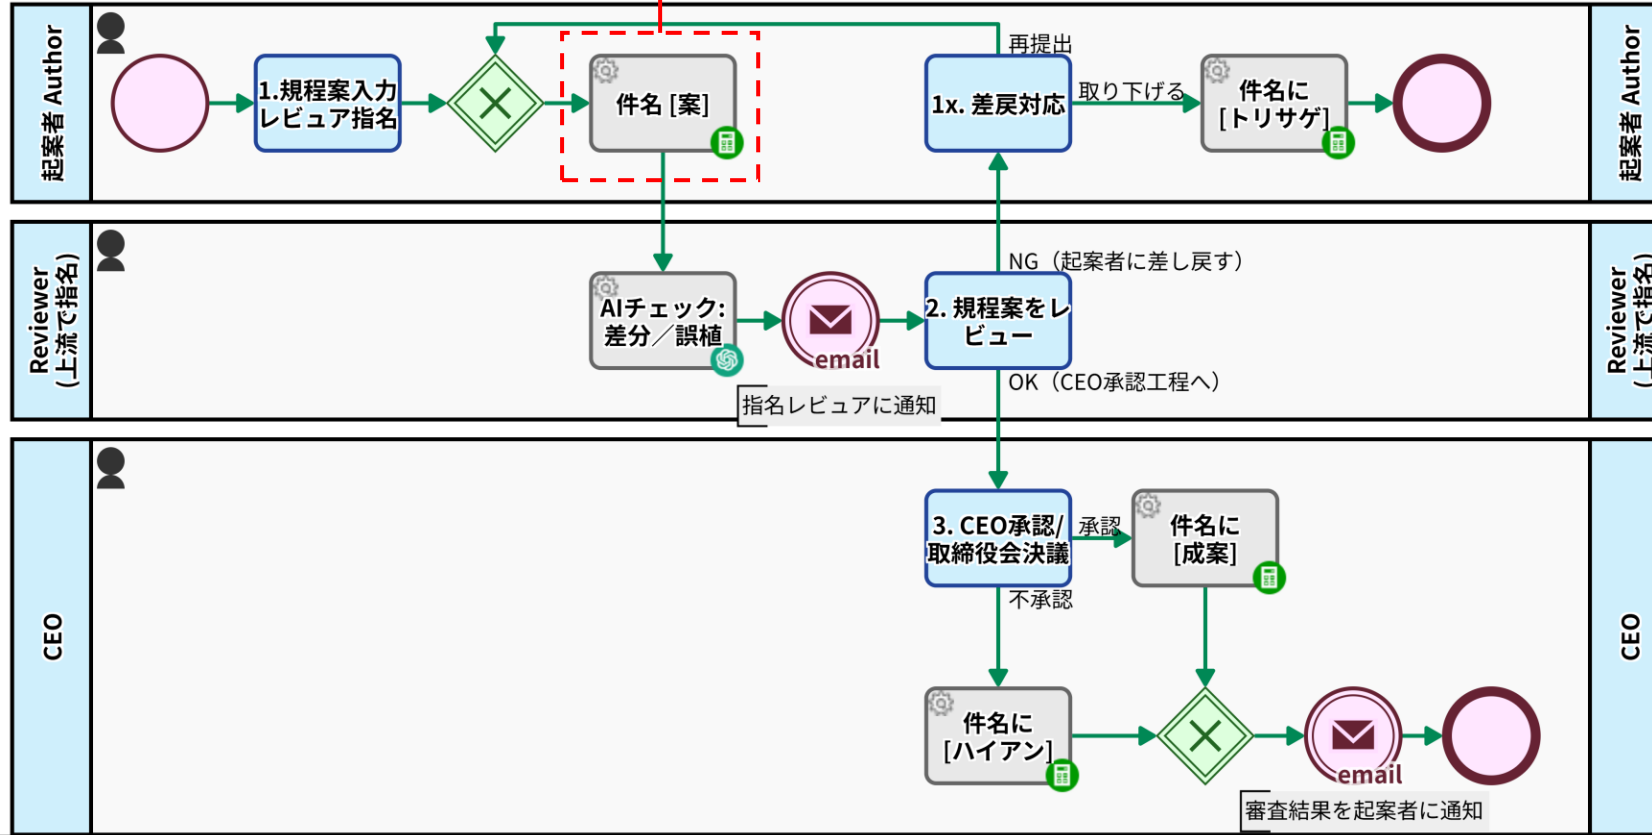 起案者 Author
1.規程案入力
レビュア指名
件名 [案]
再提出
1x. 差戻対応
取り下げる
件名に
[トリサゲ]
起案者 Author
Reviewer
(上流で指名)
AIチェック:
差分／誤植
email
指名レビュアに通知
NG（起案者に差し戻す）
2. 規程案をレ
ビュー
OK（CEO承認工程へ）
Reviewer
(上流で指名)
CEO
3. CEO承認/
取締役会決議
承認
件名に
[成案]
不承認
件名に
[ハイアン]
email
審査結果を起案者に通知
CEO